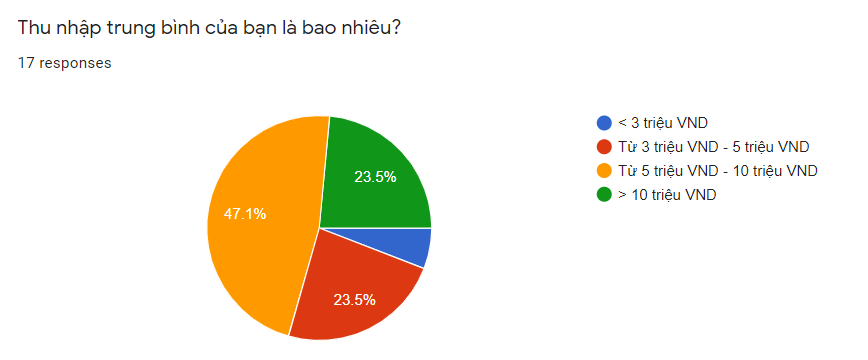 Thu nhập trung bình của bạn là bao nhiêu?
17 responses
23.5%
47.1%
23.5%
< 3 triệu VND
Từ 3 triệu VND - 5 triệu VND
Từ 5 triệu VND - 10 triệu VND
> 10 triệu VND